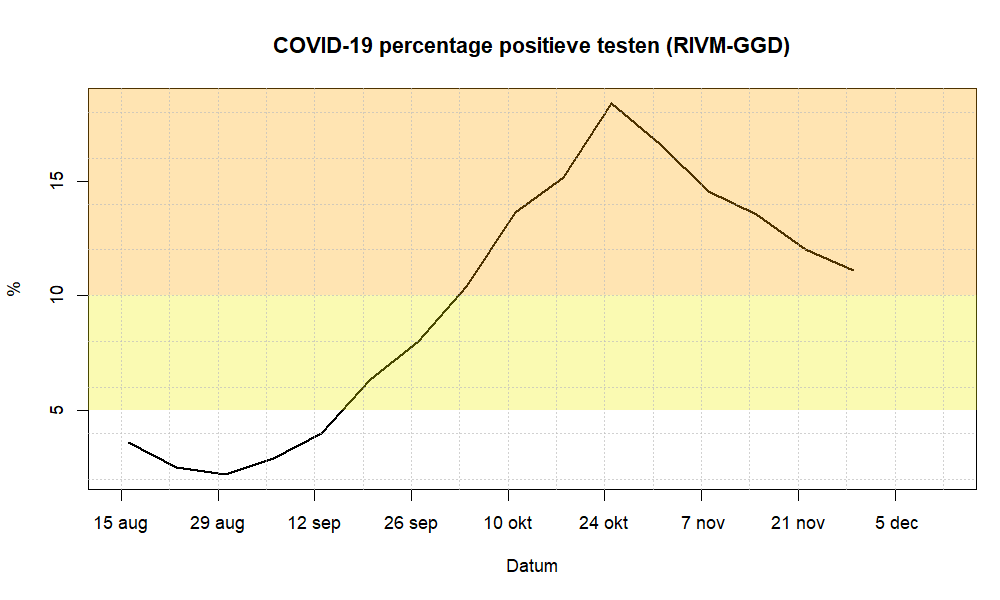 COVID-19 percentage positieve testen (RIVM-GGD)
%
15
10
5
15 aug 29 aug 12 sep 26 sep 10 okt 24 okt 7 nov 21 nov 5 dec
Datum